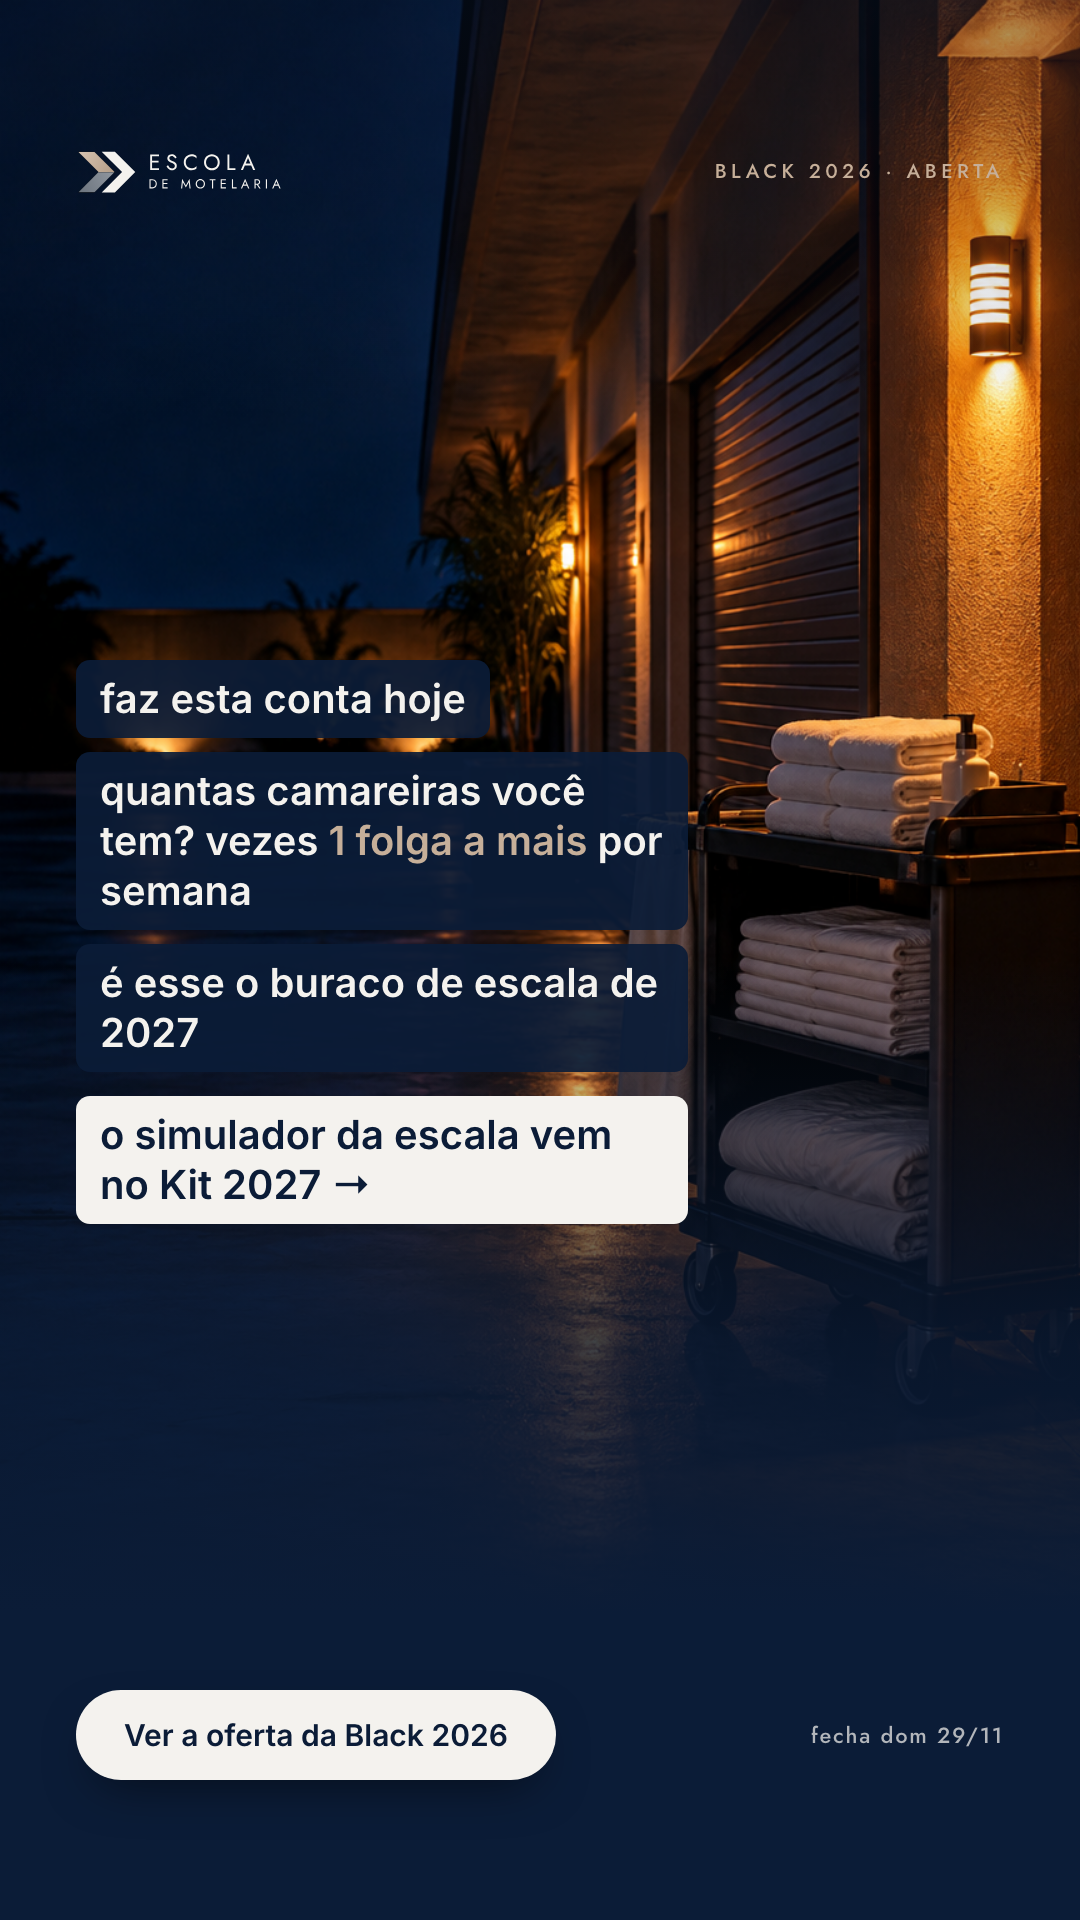 ESCOLA
DE MOTELARIA
BLACK 2026 · ABERTA
faz esta conta hoje
quantas camareiras você
tem? vezes 1 folga a mais por
semana
é esse o buraco de escala de
2027
o simulador da escala vem
no Kit 2027 →
Ver a oferta da Black 2026
fecha dom 29/11